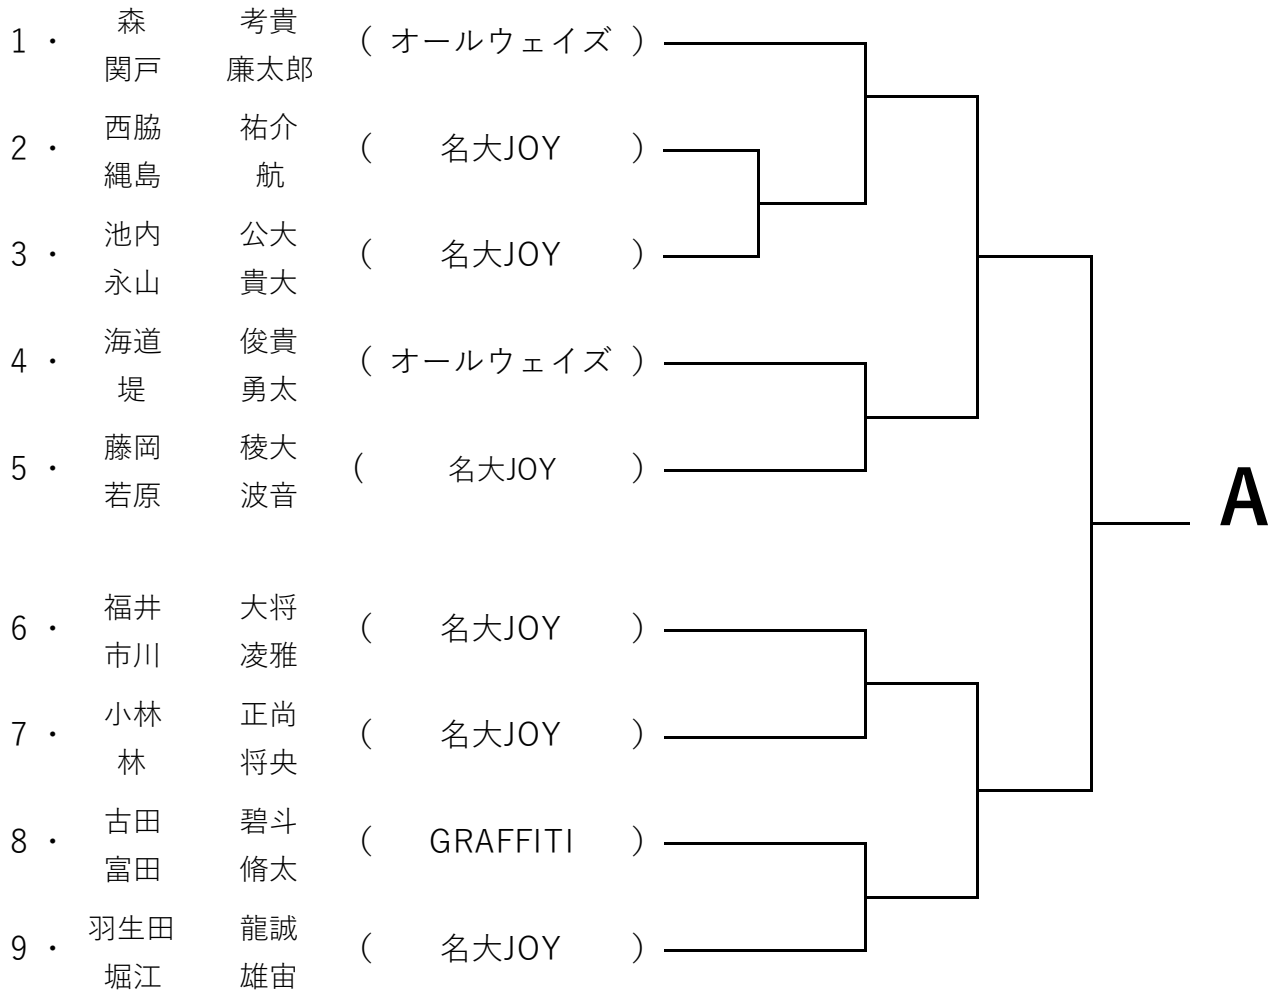 森 考貴
1 ・ ( オールウェイズ )
関戸 廉太郎
西脇 祐介
2 ・ ( 名大JOY )
縄島 航
池内 公大
3 ・ ( 名大JOY )
永山 貴大
海道 俊貴
4 ・ ( オールウェイズ )
堤 勇太
藤岡 稜大
5 ・ ( 名大JOY )
若原 波音
A
福井 大将
6 ・ ( 名大JOY )
市川 凌雅
小林 正尚
7 ・ ( 名大JOY )
林 将央
古田 碧斗
8 ・ ( GRAFFITI )
富田 脩太
羽生田 龍誠
9 ・ ( 名大JOY )
堀江 雄宙